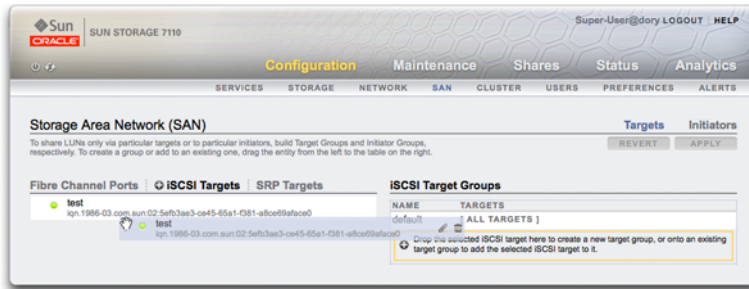 Sun
ORACLE
SUN STORAGE 7110
Super-User@dory LOGOUT HELP
Configuration Maintenance Shares Status Analytics
SERVICES STORAGE NETWORK SAN CLUSTER USERS PREFERENCES ALERTS
Storage Area Network (SAN)
Targets Initiators
To share LUNs only via particular targets or to particular initiators, build Target Groups and Initiator Groups,
respectively. To create a group or add to an existing one, drag the entity from the left to the table on the right.
REVERT APPLY
Fibre Channel Ports iSCSI Targets SRP Targets
test
iqn.1986-03.com.sun:02:5efb3ae3-ce45-65a1-f381-a8ce69aface0
test
iqn.1986-03.com.sun:02:5efb3ae3-ce45-65a1-f381-a8ce69aface0
iSCSI Target Groups
NAME TARGETS
default [ ALL TARGETS ]
Drop the selected iSCSI target here to create a new target group, or onto an existing
target group to add the selected iSCSI target to it.